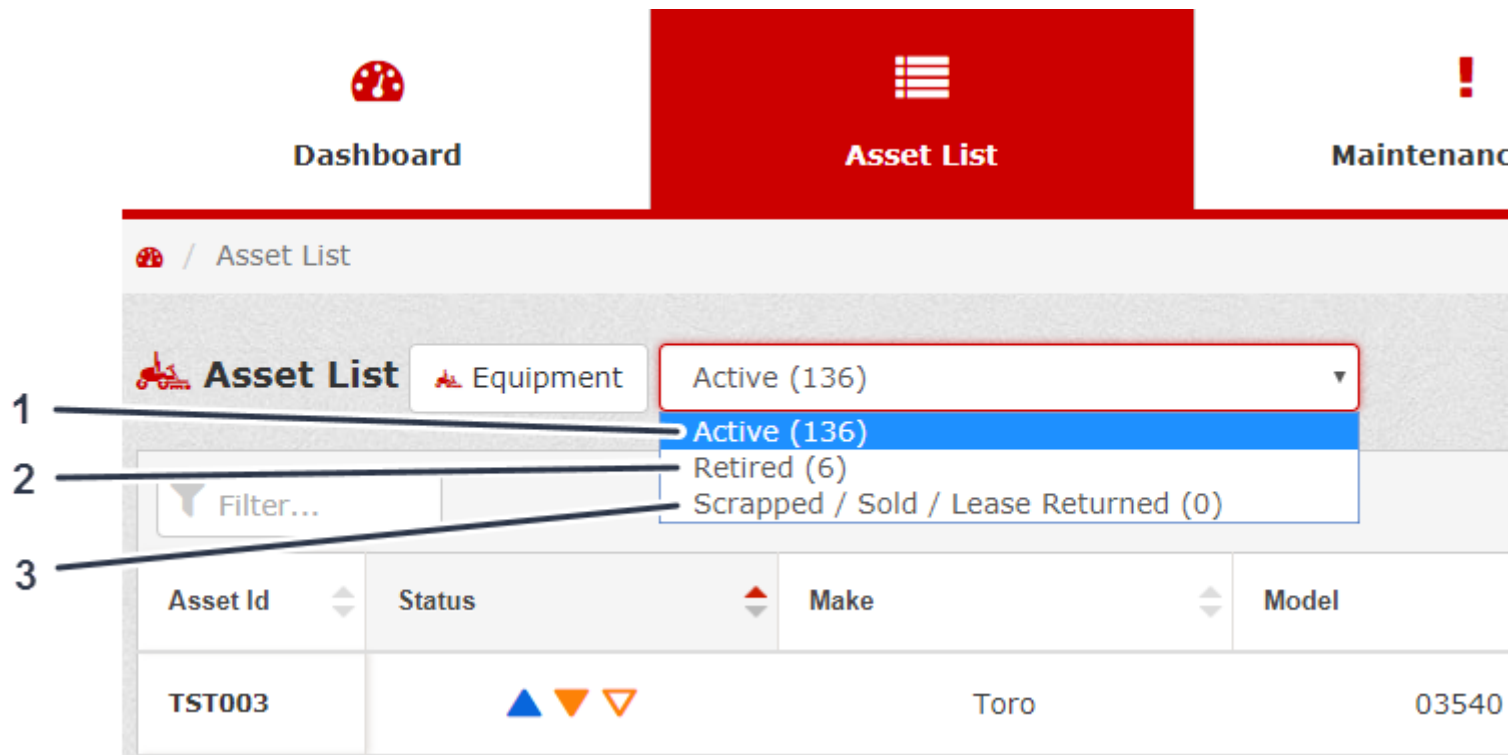 Dashboard
Asset List
!
Maintenanc
/ Asset List
Asset List
Equipment
Active (136)
1
Active (136)
2
Retired (6)
Filter...
Scrapped / Sold / Lease Returned (0)
3
Asset Id
Status
Make
Model
TST003
Toro
03540